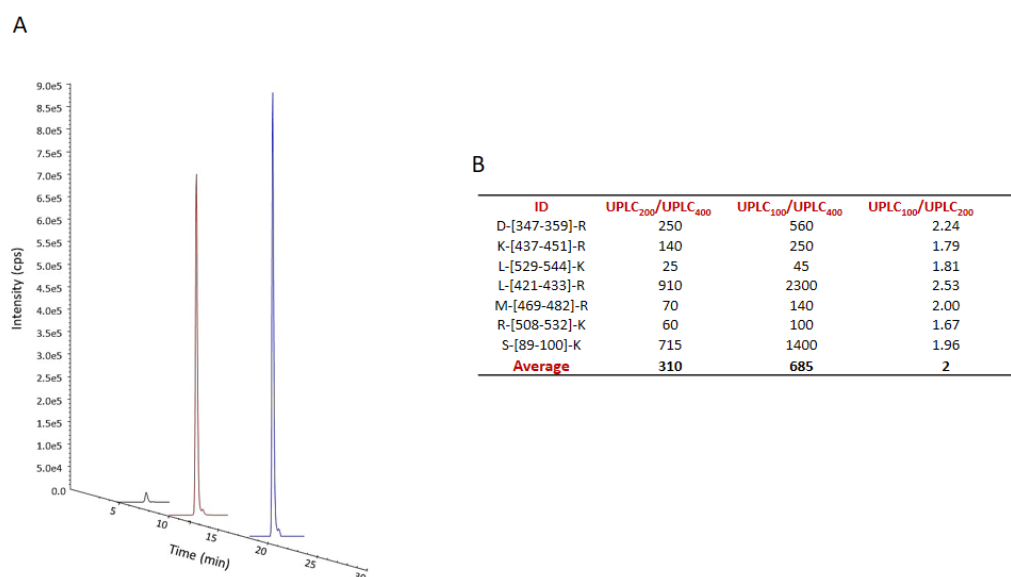 A
9.0e5
8.5e5
8.0e5
7.5e5
7.0e5
6.5e5
6.0e5
5.5e5
5.0e5
4.5e5
4.0e5
3.5e5
3.0e5
2.5e5
2.0e5
1.5e5
1.0e5
5.0e4
0.0
Intensity (cps)
5
10
15
20
25
30
Time (min)
B
ID UPLC200/UPLC400 UPLC100/UPLC400 UPLC100/UPLC200
D-[347-359]-R 250 560 2.24
K-[437-451]-R 140 250 1.79
L-[529-544]-K 25 45 1.81
L-[421-433]-R 910 2300 2.53
M-[469-482]-R 70 140 2.00
R-[508-532]-K 60 100 1.67
S-[89-100]-K 715 1400 1.96
Average 310 685 2